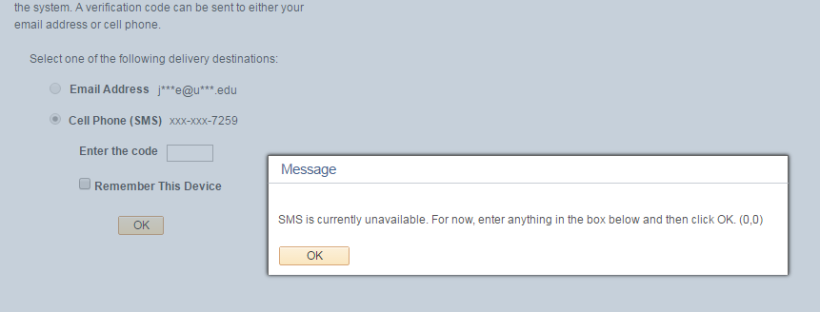 the system. A verification code can be sent to either your
email address or cell phone.
Select one of the following delivery destinations:
Email Address j***e@u***.edu
Cell Phone (SMS) xxx-xxx-7259
Enter the code
Remember This Device
OK
Message
SMS is currently unavailable. For now, enter anything in the box below and then click OK. (0,0)
OK